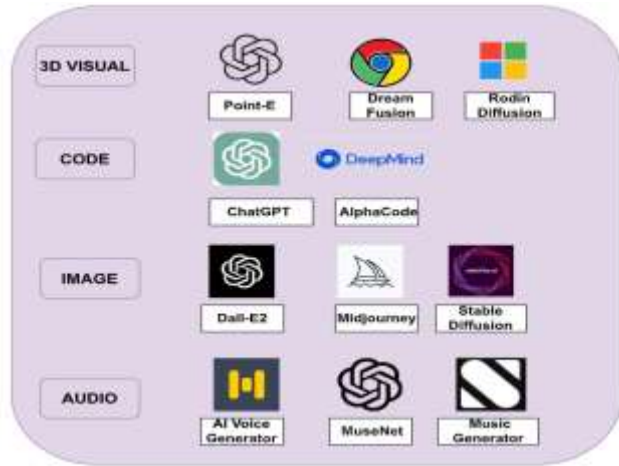 3D VISUAL
Point-E
Dream
Fusion
Rodin
Diffusion
CODE
DeepMind
ChatGPT
AlphaCode
IMAGE
Dall-E2
Midjourney
Stable
Diffusion
AUDIO
AI Voice
Generator
MuseNet
Music
Generator